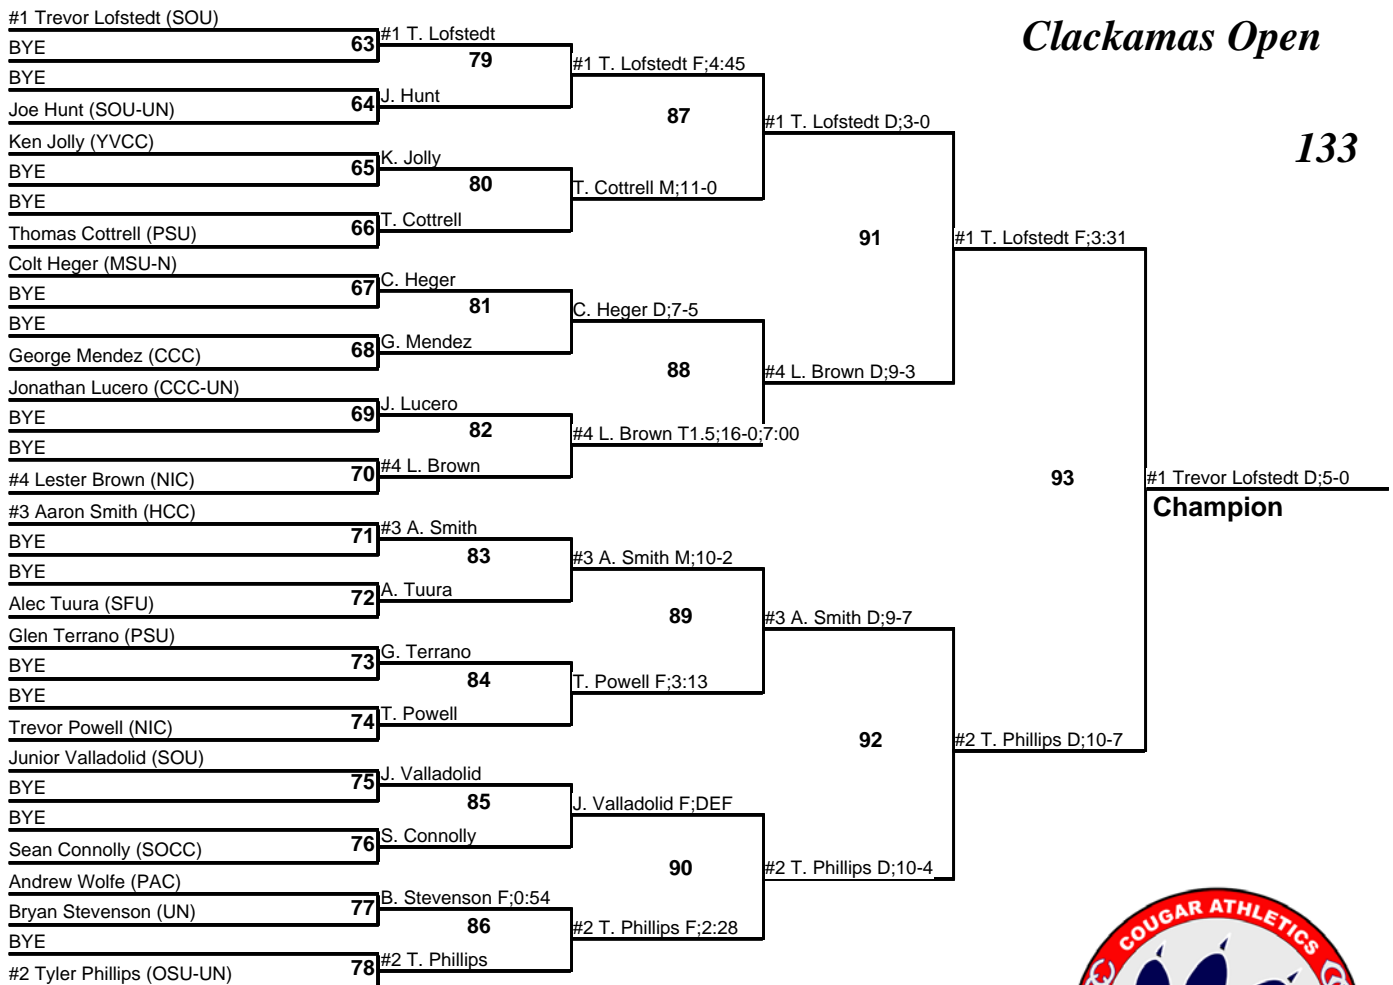 Clackamas Open
133
#1 Trevor Lofstedt (SOU)
BYE
63
BYE
Joe Hunt (SOU-UN)
64
Ken Jolly (YVCC)
BYE
65
BYE
Thomas Cottrell (PSU)
66
Colt Heger (MSU-N)
BYE
67
BYE
George Mendez (CCC)
68
Jonathan Lucero (CCC-UN)
BYE
69
BYE
#4 Lester Brown (NIC)
70
#3 Aaron Smith (HCC)
BYE
71
BYE
Alec Tuura (SFU)
72
Glen Terrano (PSU)
BYE
73
BYE
Trevor Powell (NIC)
74
Junior Valladolid (SOU)
BYE
75
BYE
Sean Connolly (SOCC)
76
Andrew Wolfe (PAC)
Bryan Stevenson (UN)
77
BYE
#2 Tyler Phillips (OSU-UN)
78
#1 T. Lofstedt
79
J. Hunt
K. Jolly
80
T. Cottrell
C. Heger
81
G. Mendez
J. Lucero
82
#4 L. Brown
#3 A. Smith
83
A. Tuura
G. Terrano
84
T. Powell
J. Valladolid
85
S. Connolly
B. Stevenson F;0:54
86
#2 T. Phillips
#1 T. Lofstedt F;4:45
87
T. Cottrell M;11-0
C. Heger D;7-5
88
#4 L. Brown T1.5;16-0;7:00
#3 A. Smith M;10-2
89
T. Powell F;3:13
J. Valladolid F;DEF
90
#2 T. Phillips F;2:28
#1 T. Lofstedt D;3-0
91
#4 L. Brown D;9-3
#3 A. Smith D;9-7
92
#2 T. Phillips D;10-4
#1 T. Lofstedt F;3:31
93
#2 T. Phillips D;10-7
#1 Trevor Lofstedt D;5-0
Champion
COUGAR ATHLETICS